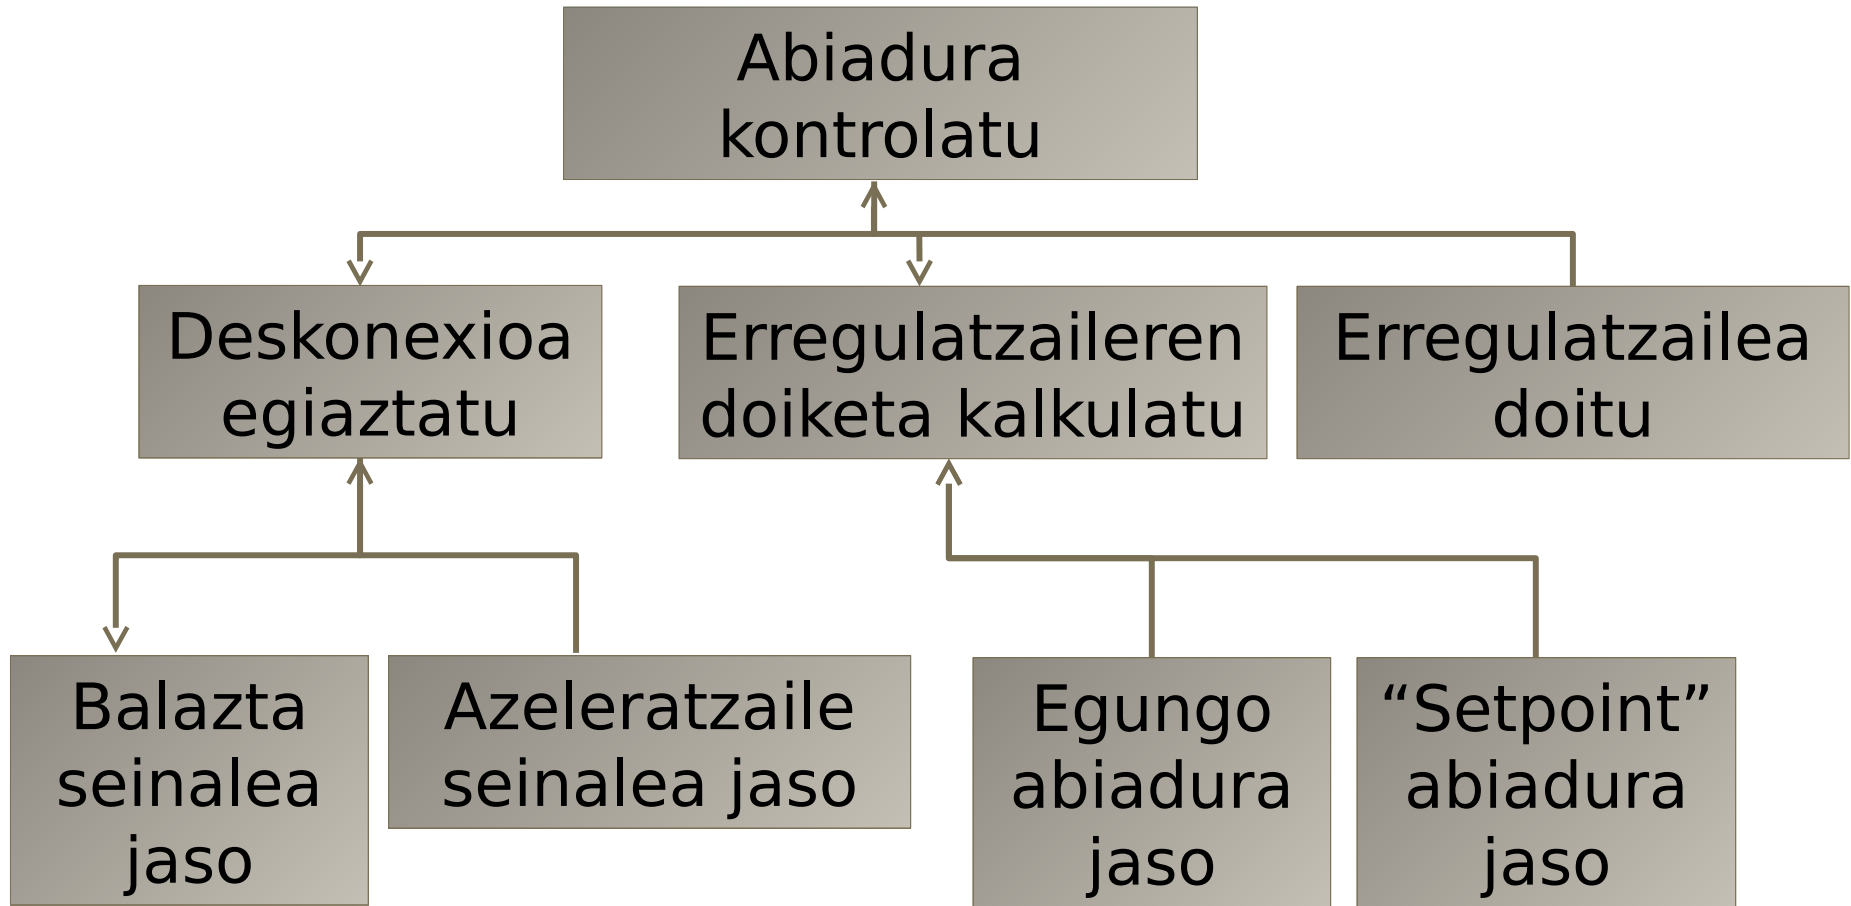 Abiadura
kontrolatu
Deskonexioa
egiaztatu
Erregulatzaileren
doiketa kalkulatu
Erregulatzailea
doitu
Balazta
seinalea
jaso
Azeleratzaile
seinalea jaso
Egungo
abiadura
jaso
“Setpoint”
abiadura
jaso